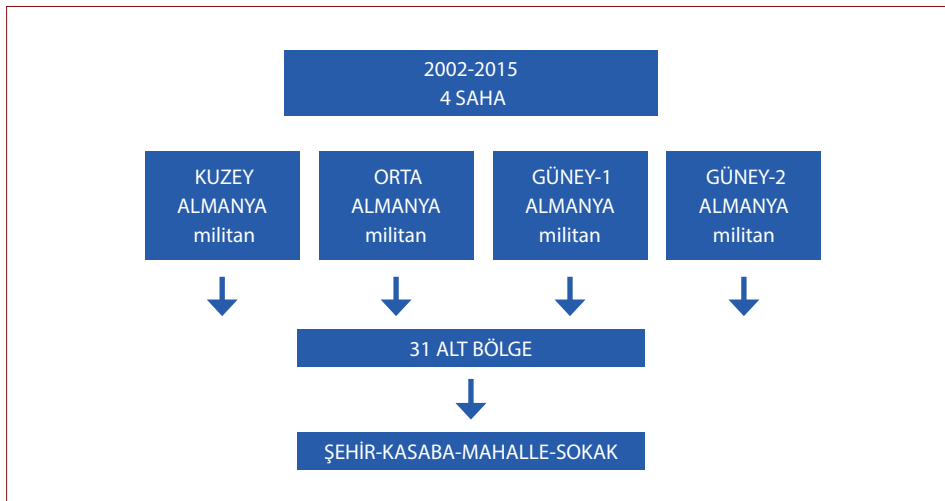 2002-2015
4 SAHA
KUZEY
ALMANYA
militan
ORTA
ALMANYA
militan
GÜNEY-1
ALMANYA
militan
GÜNEY-2
ALMANYA
militan
31 ALT BÖLGE
ŞEHİR-KASABA-MAHALLE-SOKAK